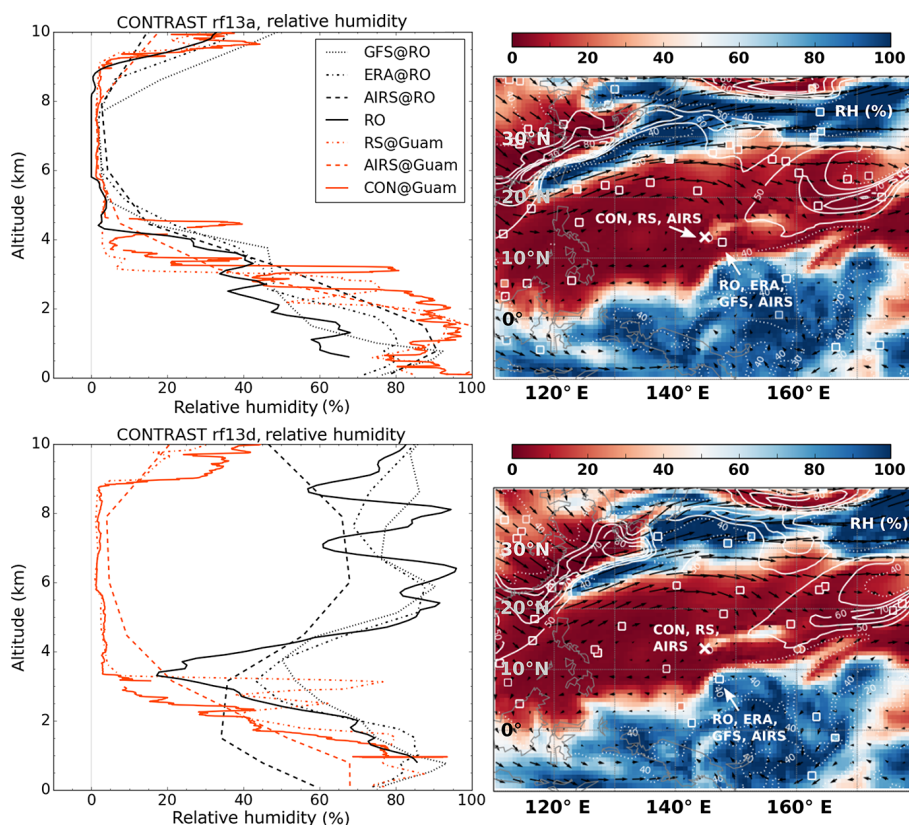 CONTRAST rf13a, relative humidity
10
8
6
4
2
0
Altitude (km)
0 20 40 60 80 100
Relative humidity (%)
GFS@RO
ERA@RO
AIRS@RO
RO
RS@Guam
AIRS@Guam
CON@Guam
0 20 40 60 80 100
RH (%)
30°N
20°N
10°N
0°
CON, RS, AIRS
RO, ERA,
GFS, AIRS
120° E 140° E 160° E
CONTRAST rf13d, relative humidity
10
8
6
4
2
0
Altitude (km)
0 20 40 60 80 100
Relative humidity (%)
0 20 40 60 80 100
RH (%)
30°N
20°N
10°N
0°
CON, RS,
AIRS
RO, ERA,
GFS, AIRS
120° E 140° E 160° E